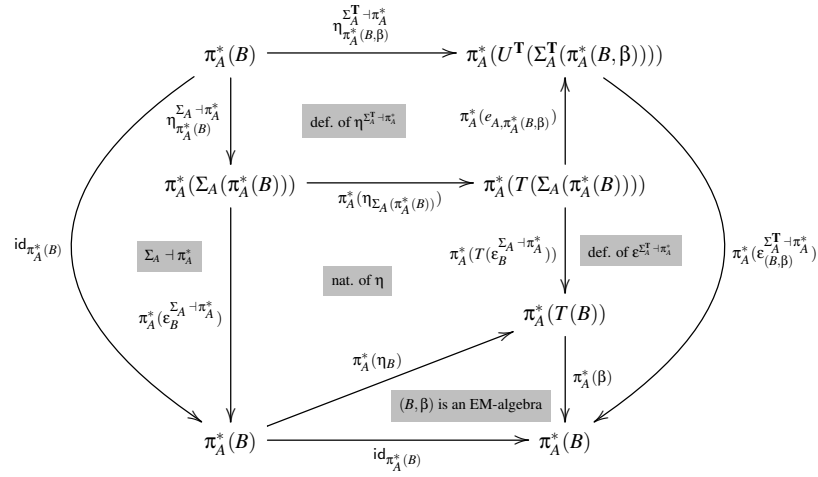 η^{Σ_A^𝐓 ⊣ π_A^*}_{π_A^*(B,β)}
π_A^*(B)
π_A^*(U^𝐓(Σ_A^𝐓(π_A^*(B,β))))
η^{Σ_A ⊣ π_A^*}_{π_A^*(B)}
def. of η^{Σ_A^𝐓 ⊣ π_A^*}
π_A^*(e_{A,π_A^*(B,β)})
π_A^*(Σ_A(π_A^*(B)))
π_A^*(T(Σ_A(π_A^*(B))))
π_A^*(η_{Σ_A(π_A^*(B))})
id_{π_A^*(B)}
Σ_A ⊣ π_A^*
π_A^*(T(ε_B^{Σ_A ⊣ π_A^*}))
def. of ε^{Σ_A^𝐓 ⊣ π_A^*}
π_A^*(ε^{Σ_A^𝐓 ⊣ π_A^*}_{(B,β)})
nat. of η
π_A^*(ε_B^{Σ_A ⊣ π_A^*})
π_A^*(T(B))
π_A^*(η_B)
π_A^*(β)
(B,β) is an EM-algebra
π_A^*(B)
π_A^*(B)
id_{π_A^*(B)}